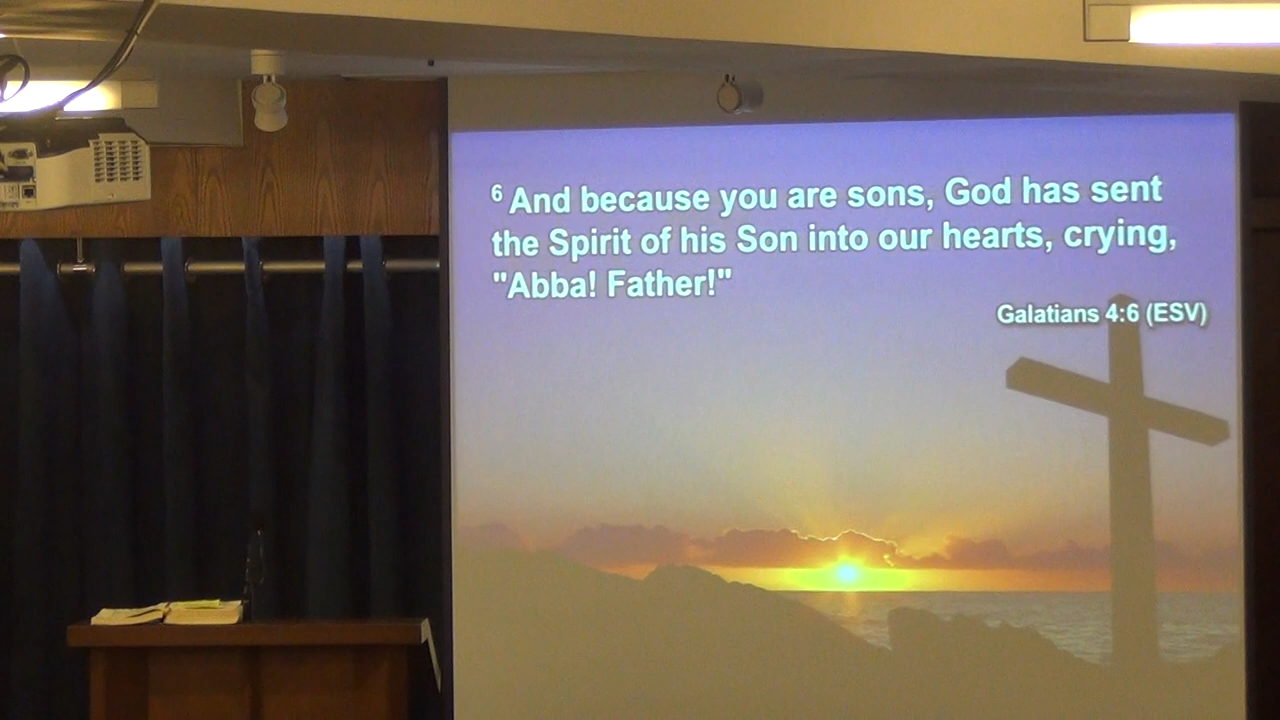 6 And because you are sons, God has sent
the Spirit of his Son into our hearts, crying,
"Abba! Father!"
Galatians 4:6 (ESV)